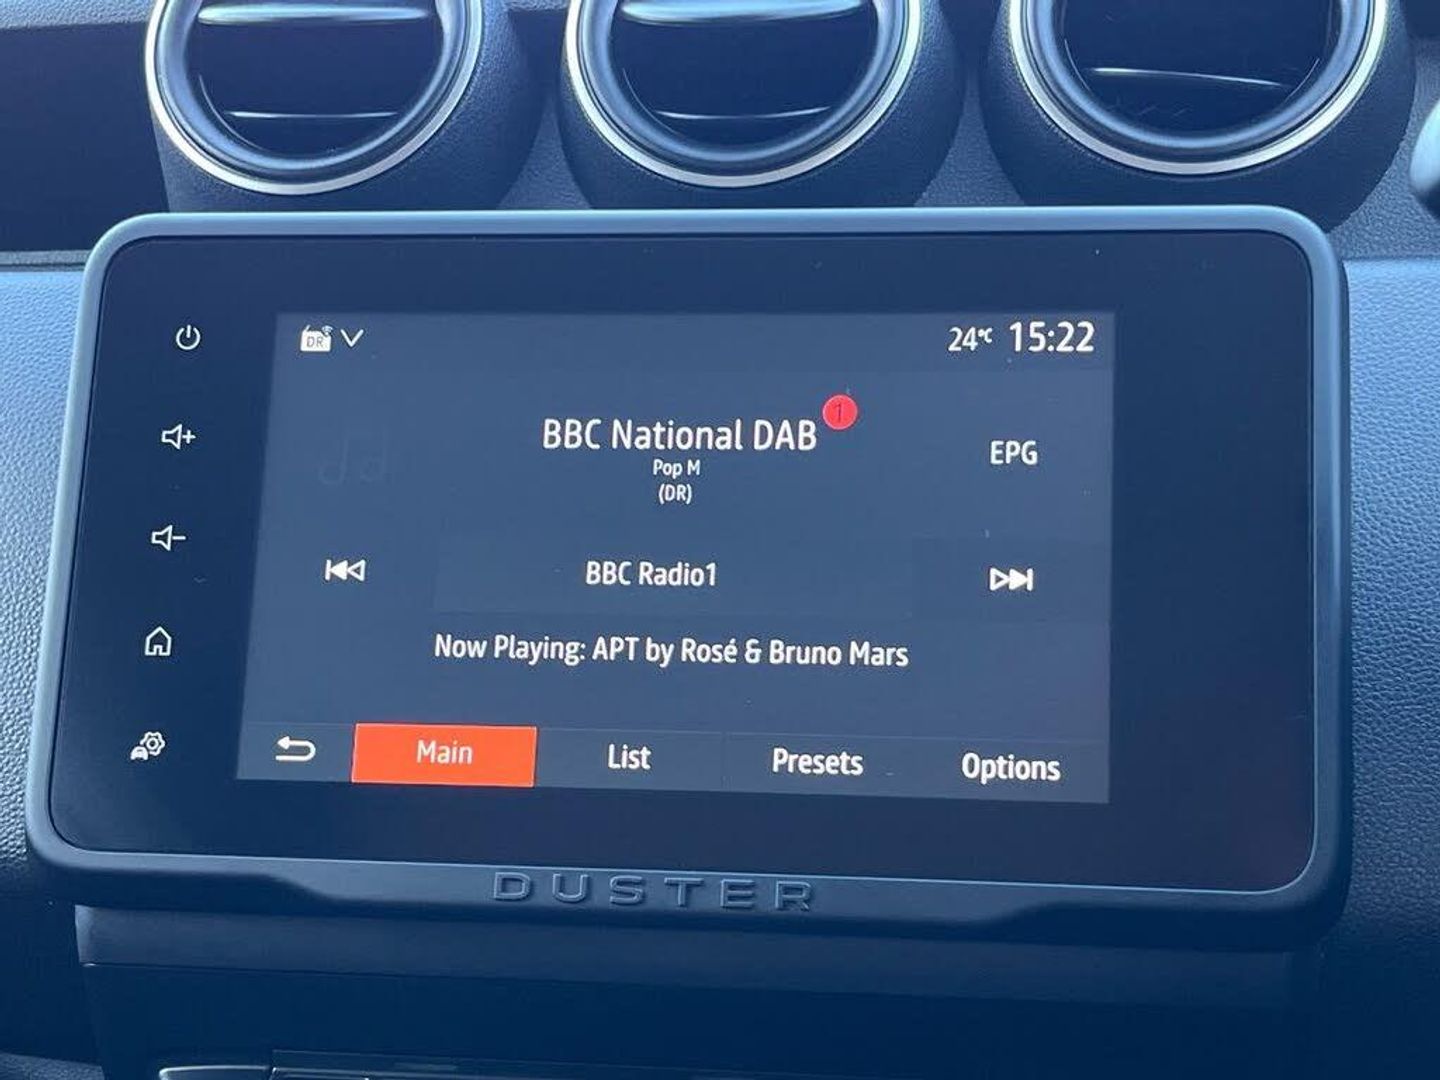 DR 24°C 15:22
BBC National DAB 1
Pop M
(DR)
EPG
BBC Radio1
Now Playing: APT by Rosé & Bruno Mars
Main List Presets Options
DUSTER